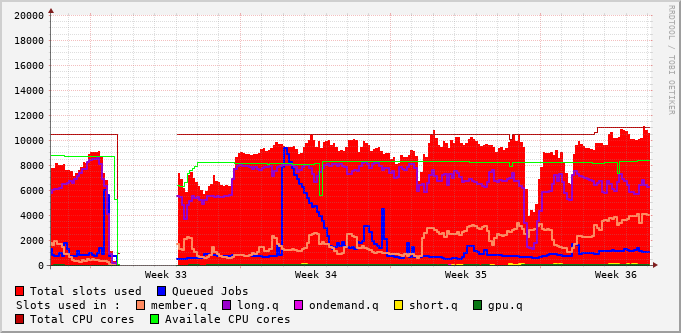 20000
18000
16000
14000
12000
10000
8000
6000
4000
2000
0
Week 33 Week 34 Week 35 Week 36
RRDTOOL / TOBI OETIKER
Total slots used Queued Jobs
Slots used in : member.q long.q ondemand.q short.q gpu.q
Total CPU cores Availale CPU cores